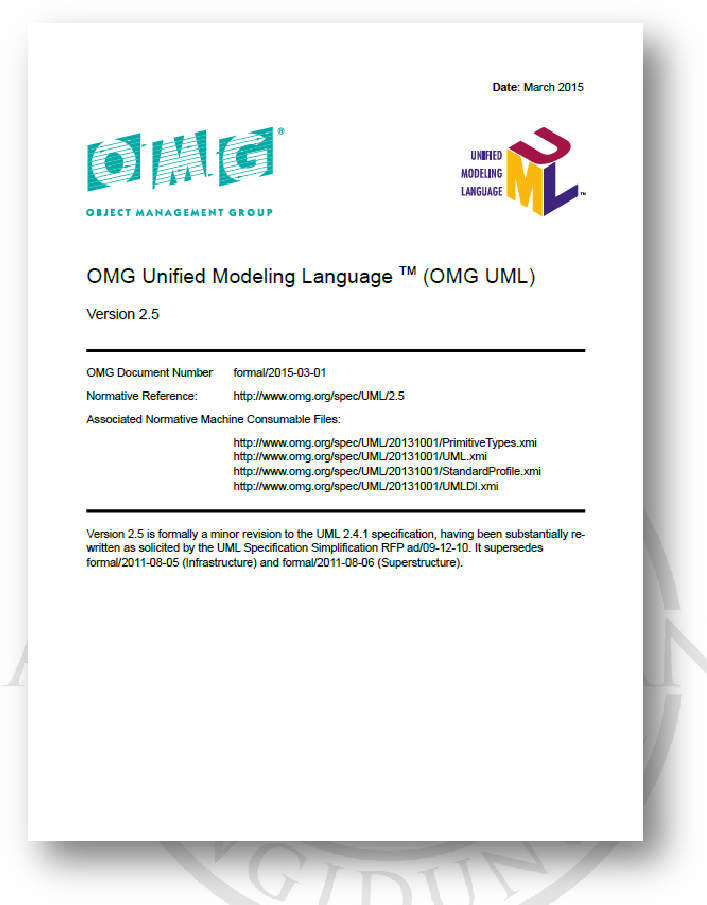 Date: March 2015
OMG®
OBJECT MANAGEMENT GROUP
UNIFIED
MODELING
LANGUAGE
UML™
OMG Unified Modeling Language ™ (OMG UML)
Version 2.5
OMG Document Number formal/2015-03-01
Normative Reference: http://www.omg.org/spec/UML/2.5
Associated Normative Machine Consumable Files:
http://www.omg.org/spec/UML/20131001/PrimitiveTypes.xmi
http://www.omg.org/spec/UML/20131001/UML.xmi
http://www.omg.org/spec/UML/20131001/StandardProfile.xmi
http://www.omg.org/spec/UML/20131001/UMLDI.xmi
Version 2.5 is formally a minor revision to the UML 2.4.1 specification, having been substantially re-
written as solicited by the UML Specification Simplification RFP ad/09-12-10. It supersedes
formal/2011-08-05 (Infrastructure) and formal/2011-08-06 (Superstructure).